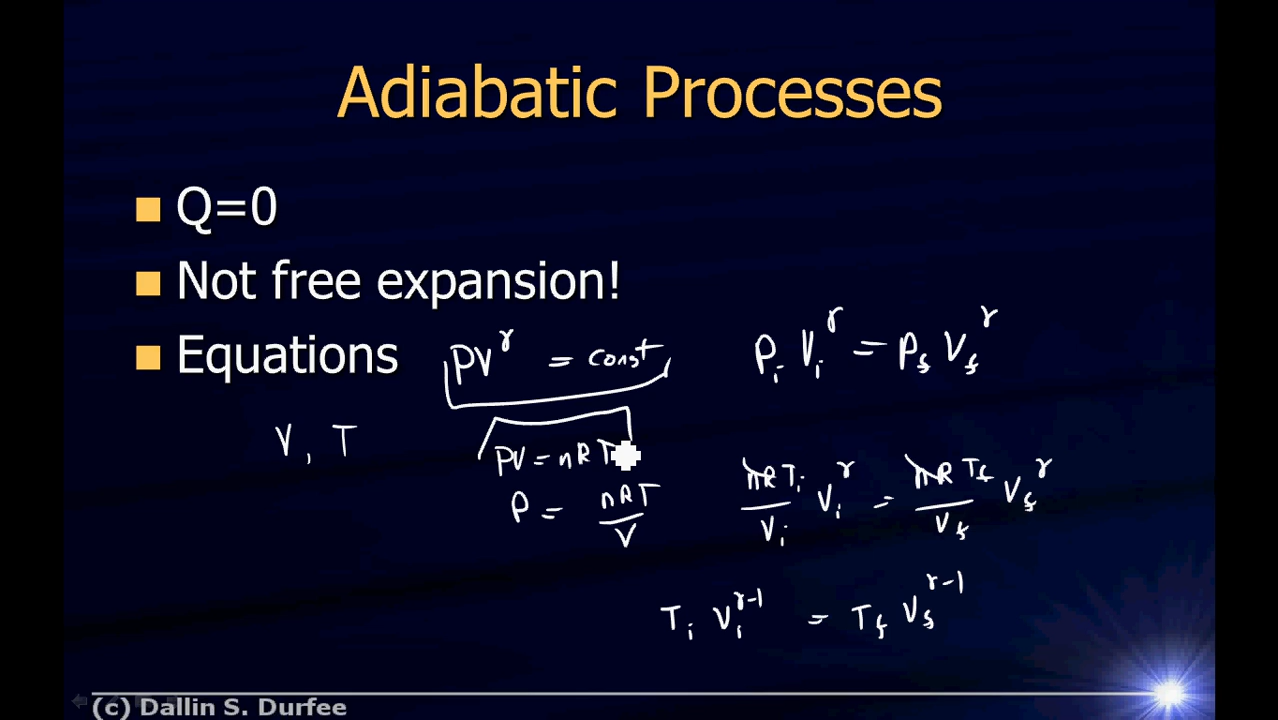 Adiabatic Processes
Q=0
Not free expansion!
Equations PV^γ = const P_i V_i^γ = P_f V_f^γ
V, T PV = nRT
P = nRT/V nRT_i/V_i V_i^γ = nRT_f/V_f V_f^γ
T_i V_i^γ-1 = T_f V_f^γ-1
(c) Dallin S. Durfee